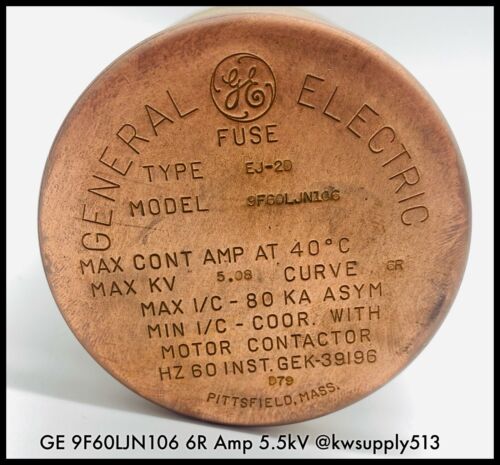 GENERAL GE ELECTRIC
FUSE
TYPE EJ-2D
MODEL 9F60LJN106
MAX CONT AMP AT 40°C
MAX KV 5.08 CURVE 6R
MAX I/C-80 KA ASYM
MIN I/C-COOR. WITH
MOTOR CONTACTOR
HZ 60 INST. GEK-39196
D79
PITTSFIELD, MASS.
GE 9F60LJN106 6R Amp 5.5kV @kwsupply513